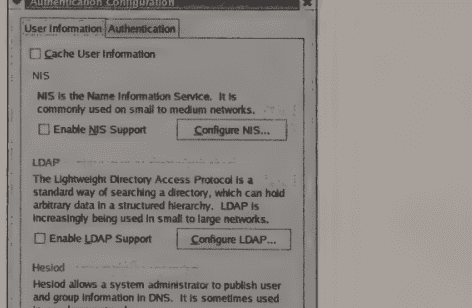 Authentication Configuration
User Information Authentication
Cache User Information
NIS
NIS is the Name Information Service. It is
commonly used on small to medium networks.
Enable NIS Support Configure NIS...
LDAP
The Lightweight Directory Access Protocol is a
standard way of searching a directory, which can hold
arbitrary data in a structured hierarchy. LDAP is
increasingly being used in small to large networks.
Enable LDAP Support Configure LDAP...
Hesiod
Hesiod allows a system administrator to publish user
and group information in DNS. It is sometimes used